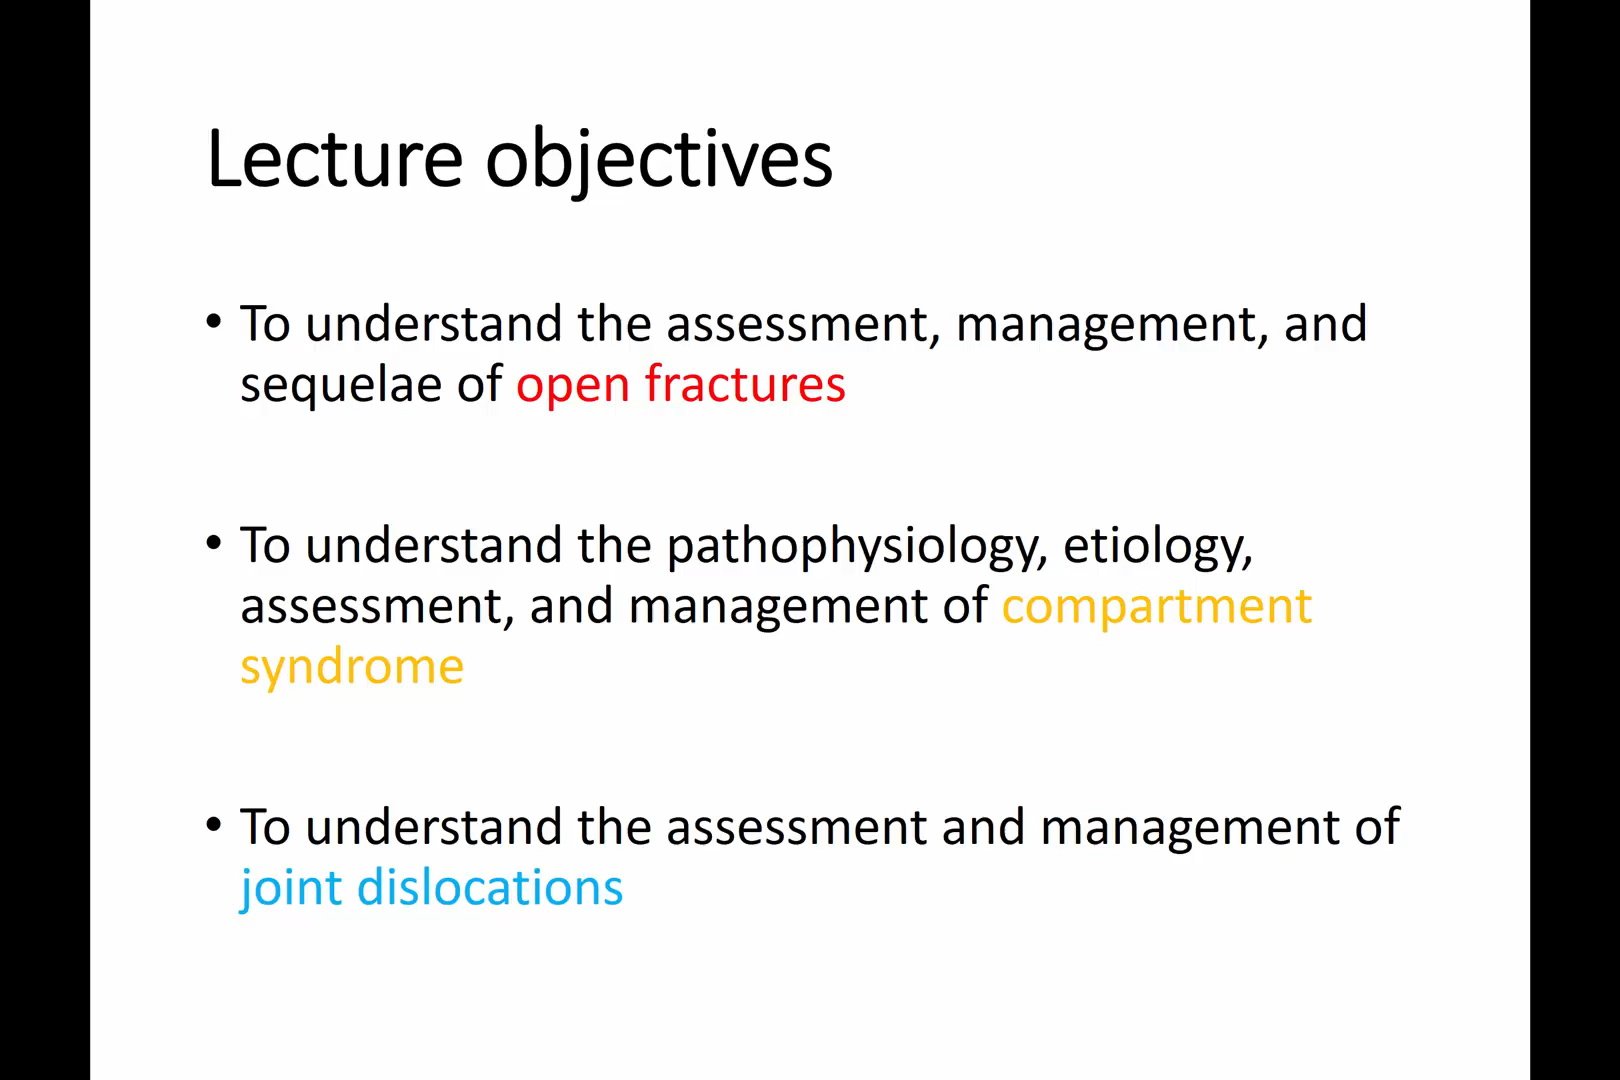 Lecture objectives
• To understand the assessment, management, and
sequelae of open fractures
• To understand the pathophysiology, etiology,
assessment, and management of compartment
syndrome
• To understand the assessment and management of
joint dislocations